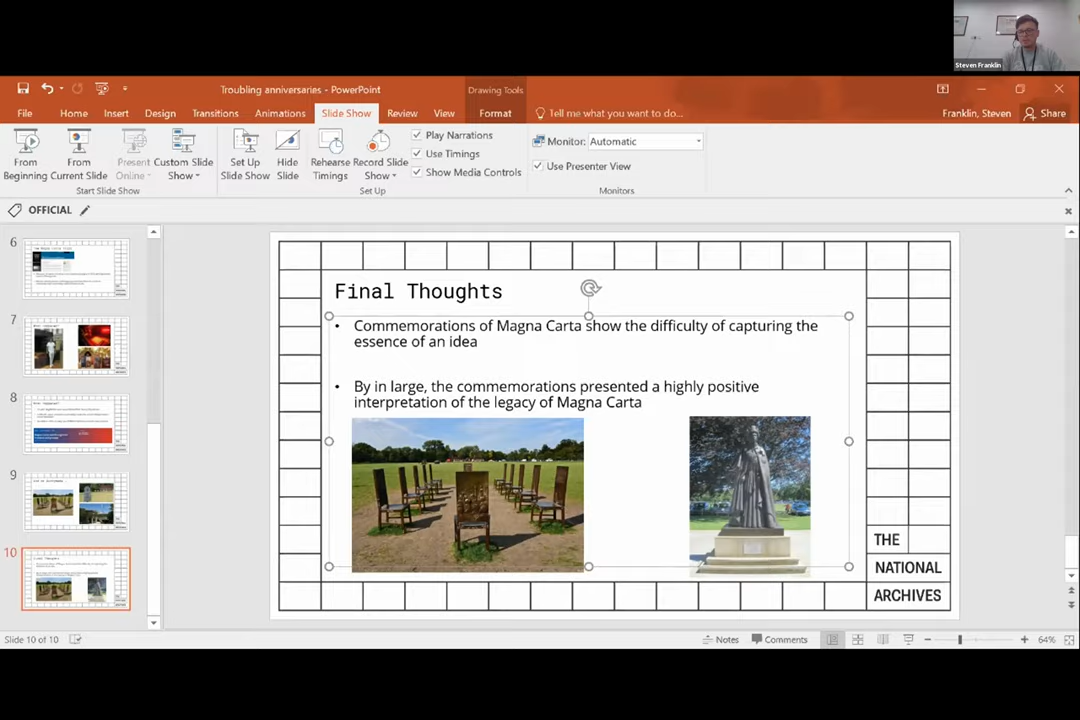 Steven Franklin
Troubling anniversaries - PowerPoint
Drawing Tools
File
Home
Insert
Design
Transitions
Animations
Slide Show
Review
View
Format
Tell me what you want to do...
Franklin, Steven
Share
From Beginning
From Current Slide
Present Online
Custom Slide Show
Start Slide Show
Set Up Slide Show
Hide Slide
Rehearse Timings
Record Slide Show
Play Narrations
Use Timings
Show Media Controls
Set Up
Monitor: Automatic
Use Presenter View
Monitors
OFFICIAL
6
7
8
9
10
Final Thoughts
• Commemorations of Magna Carta show the difficulty of capturing the
essence of an idea
• By in large, the commemorations presented a highly positive
interpretation of the legacy of Magna Carta
THE
NATIONAL
ARCHIVES
Slide 10 of 10
Notes
Comments
64%